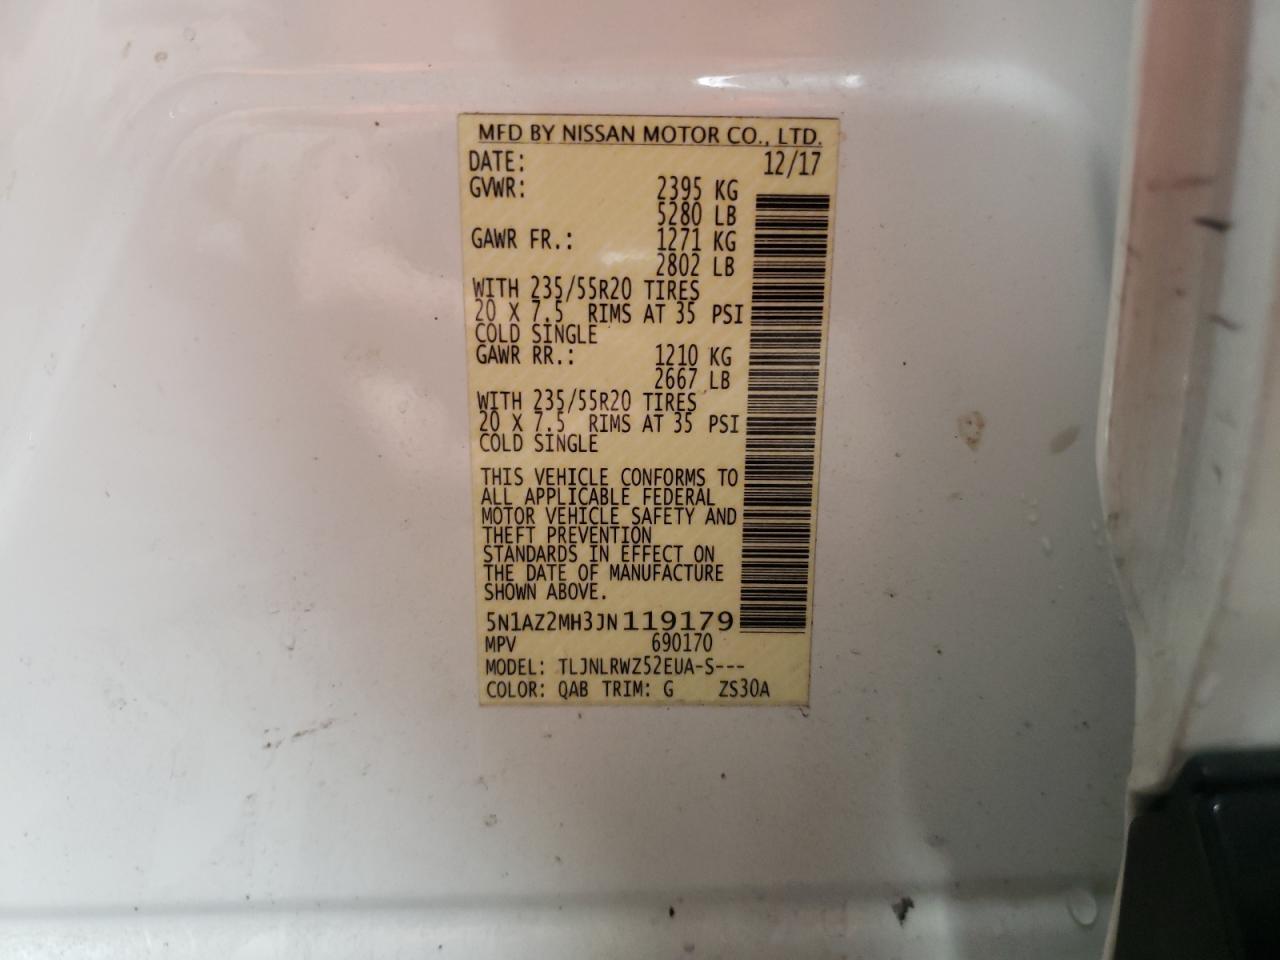 MFD BY NISSAN MOTOR CO., LTD.
DATE: 12/17
GVWR: 2395 KG
5280 LB
GAWR FR.: 1271 KG
2802 LB
WITH 235/55R20 TIRES
20 X 7.5 RIMS AT 35 PSI
COLD SINGLE
GAWR RR.: 1210 KG
2667 LB
WITH 235/55R20 TIRES
20 X 7.5 RIMS AT 35 PSI
COLD SINGLE
THIS VEHICLE CONFORMS TO
ALL APPLICABLE FEDERAL
MOTOR VEHICLE SAFETY AND
THEFT PREVENTION
STANDARDS IN EFFECT ON
THE DATE OF MANUFACTURE
SHOWN ABOVE.
5N1AZ2MH3JN119179
MPV 690170
MODEL: TLJNLRWZ52EUA-S---
COLOR: QAB TRIM: G ZS30A